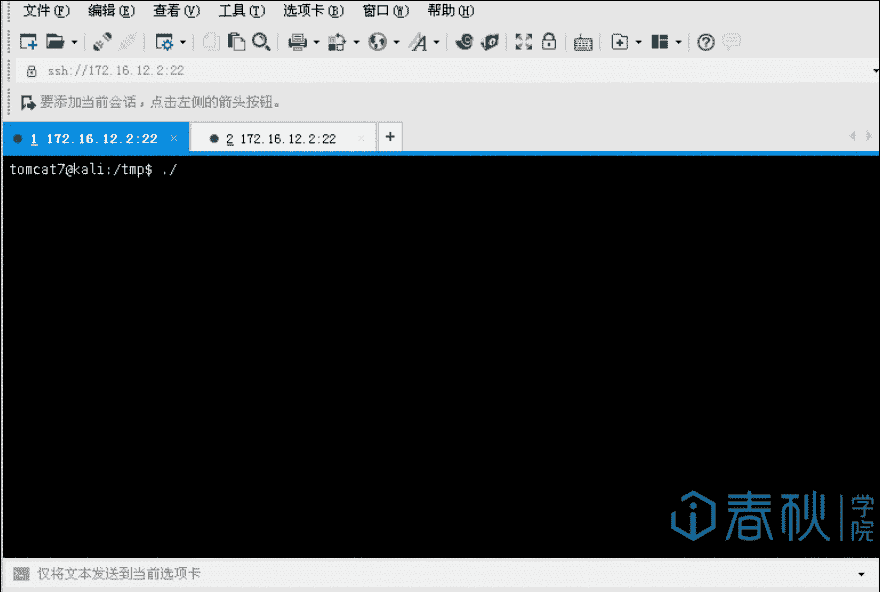 文件(F) 编辑(E) 查看(V) 工具(T) 选项卡(B) 窗口(W) 帮助(H)
ssh://172.16.12.2:22
要添加当前会话，点击左侧的箭头按钮。
1 172.16.12.2:22 × 2 172.16.12.2:22 × +
tomcat7@kali:/tmp$ ./
春秋 学院
仅将文本发送到当前选项卡